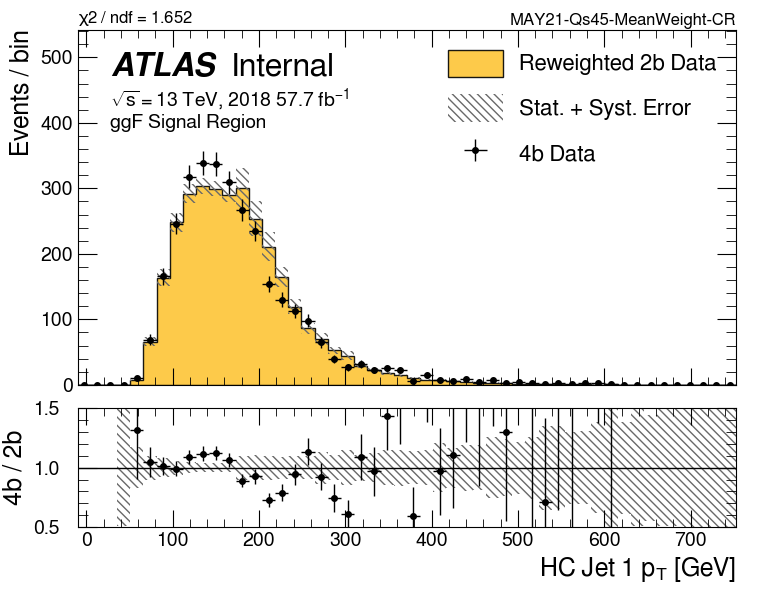 χ² / ndf = 1.652
MAY21-Qs45-MeanWeight-CR
ATLAS Internal
√s = 13 TeV, 2018 57.7 fb⁻¹
ggF Signal Region
Reweighted 2b Data
Stat. + Syst. Error
4b Data
Events / bin
500
400
300
200
100
0
4b / 2b
1.5
1.0
0.5
0 100 200 300 400 500 600 700
HC Jet 1 p_T [GeV]